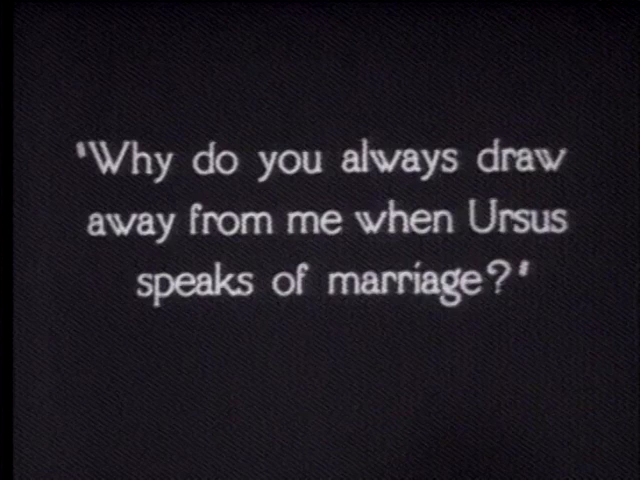 'Why do you always draw
away from me when Ursus
speaks of marriage?'